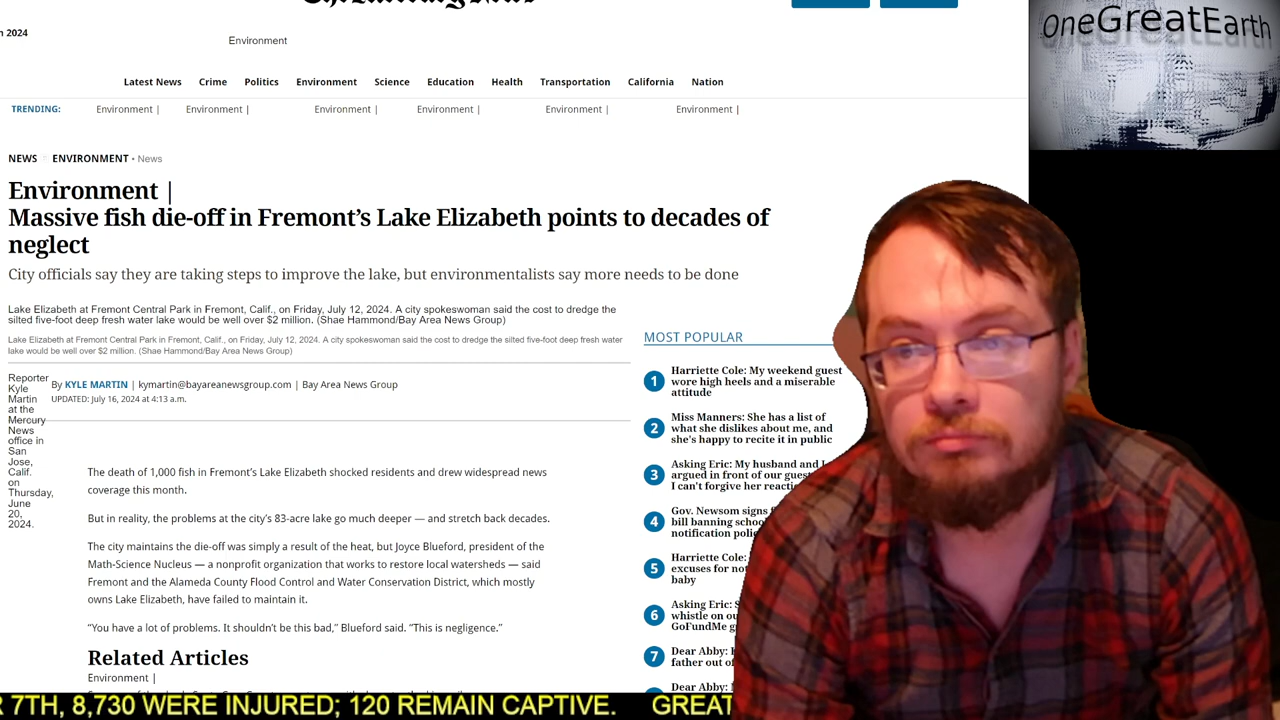 n 2024
Environment
OneGreatEarth
Latest News Crime Politics Environment Science Education Health Transportation California Nation
TRENDING: Environment | Environment | Environment | Environment | Environment | Environment |
NEWS ENVIRONMENT • News
Environment |
Massive fish die-off in Fremont’s Lake Elizabeth points to decades of
neglect
City officials say they are taking steps to improve the lake, but environmentalists say more needs to be done
Lake Elizabeth at Fremont Central Park in Fremont, Calif., on Friday, July 12, 2024. A city spokeswoman said the cost to dredge the
silted five-foot deep fresh water lake would be well over $2 million. (Shae Hammond/Bay Area News Group)
Lake Elizabeth at Fremont Central Park in Fremont, Calif., on Friday, July 12, 2024. A city spokeswoman said the cost to dredge the silted five-foot deep fresh water
lake would be well over $2 million. (Shae Hammond/Bay Area News Group)
Reporter
Kyle
Martin
at the
Mercury
News
office in
San
Jose,
Calif.
on
Thursday,
June
20,
2024.
By KYLE MARTIN | kymartin@bayareanewsgroup.com | Bay Area News Group
UPDATED: July 16, 2024 at 4:13 a.m.
The death of 1,000 fish in Fremont’s Lake Elizabeth shocked residents and drew widespread news
coverage this month.
But in reality, the problems at the city’s 83-acre lake go much deeper — and stretch back decades.
The city maintains the die-off was simply a result of the heat, but Joyce Blueford, president of the
Math-Science Nucleus — a nonprofit organization that works to restore local watersheds — said
Fremont and the Alameda County Flood Control and Water Conservation District, which mostly
owns Lake Elizabeth, have failed to maintain it.
“You have a lot of problems. It shouldn’t be this bad,” Blueford said. “This is negligence.”
Related Articles
Environment |
MOST POPULAR
1 Harriette Cole: My weekend guest
wore high heels and a miserable
attitude
2 Miss Manners: She has a list of
what she dislikes about me, and
she's happy to recite it in public
3 Asking Eric: My husband and I
argued in front of our
I can't forgive her
4 Gov. Newsom signs
bill banning
notification
5 Harriette Cole:
excuses for
baby
6 Asking Eric:
whistle on
GoFundMe
7 Dear Abby:
father out of
Dear Abby:
7TH, 8,730 WERE INJURED; 120 REMAIN CAPTIVE. GREAT